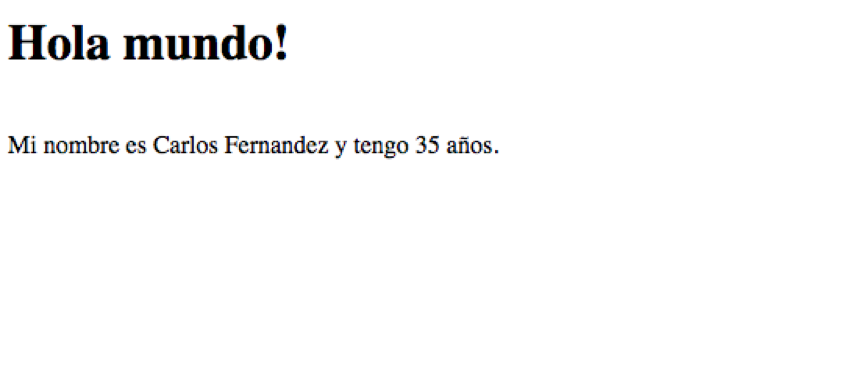 Hola mundo!
Mi nombre es Carlos Fernandez y tengo 35 años.